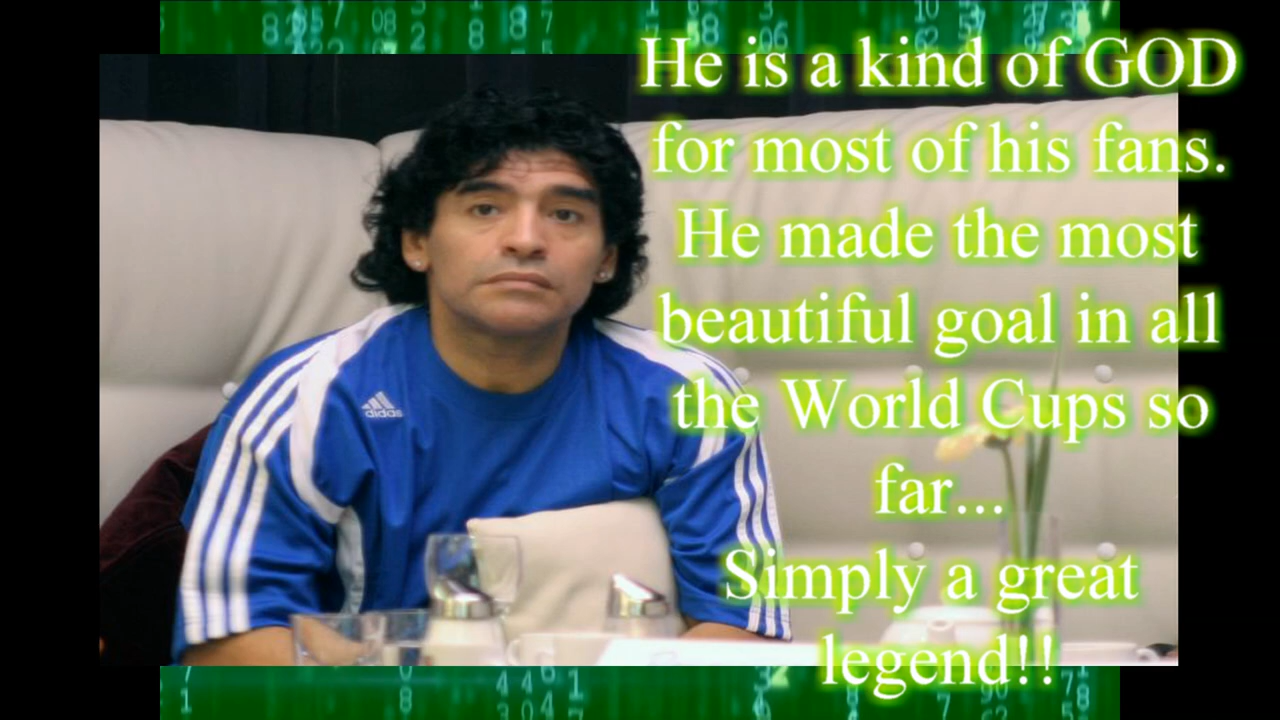 He is a kind of GOD
for most of his fans.
He made the most
beautiful goal in all
the World Cups so
far...
Simply a great
legend!!
adidas